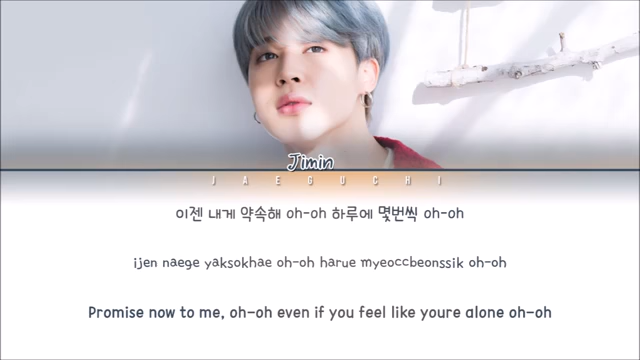 Jimin
JAEGUCHI
이젠 내게 약속해 oh-oh 하루에 몇번씩 oh-oh
ijen naege yaksokhae oh-oh harue myeoccbeonssik oh-oh
Promise now to me, oh-oh even if you feel like youre alone oh-oh